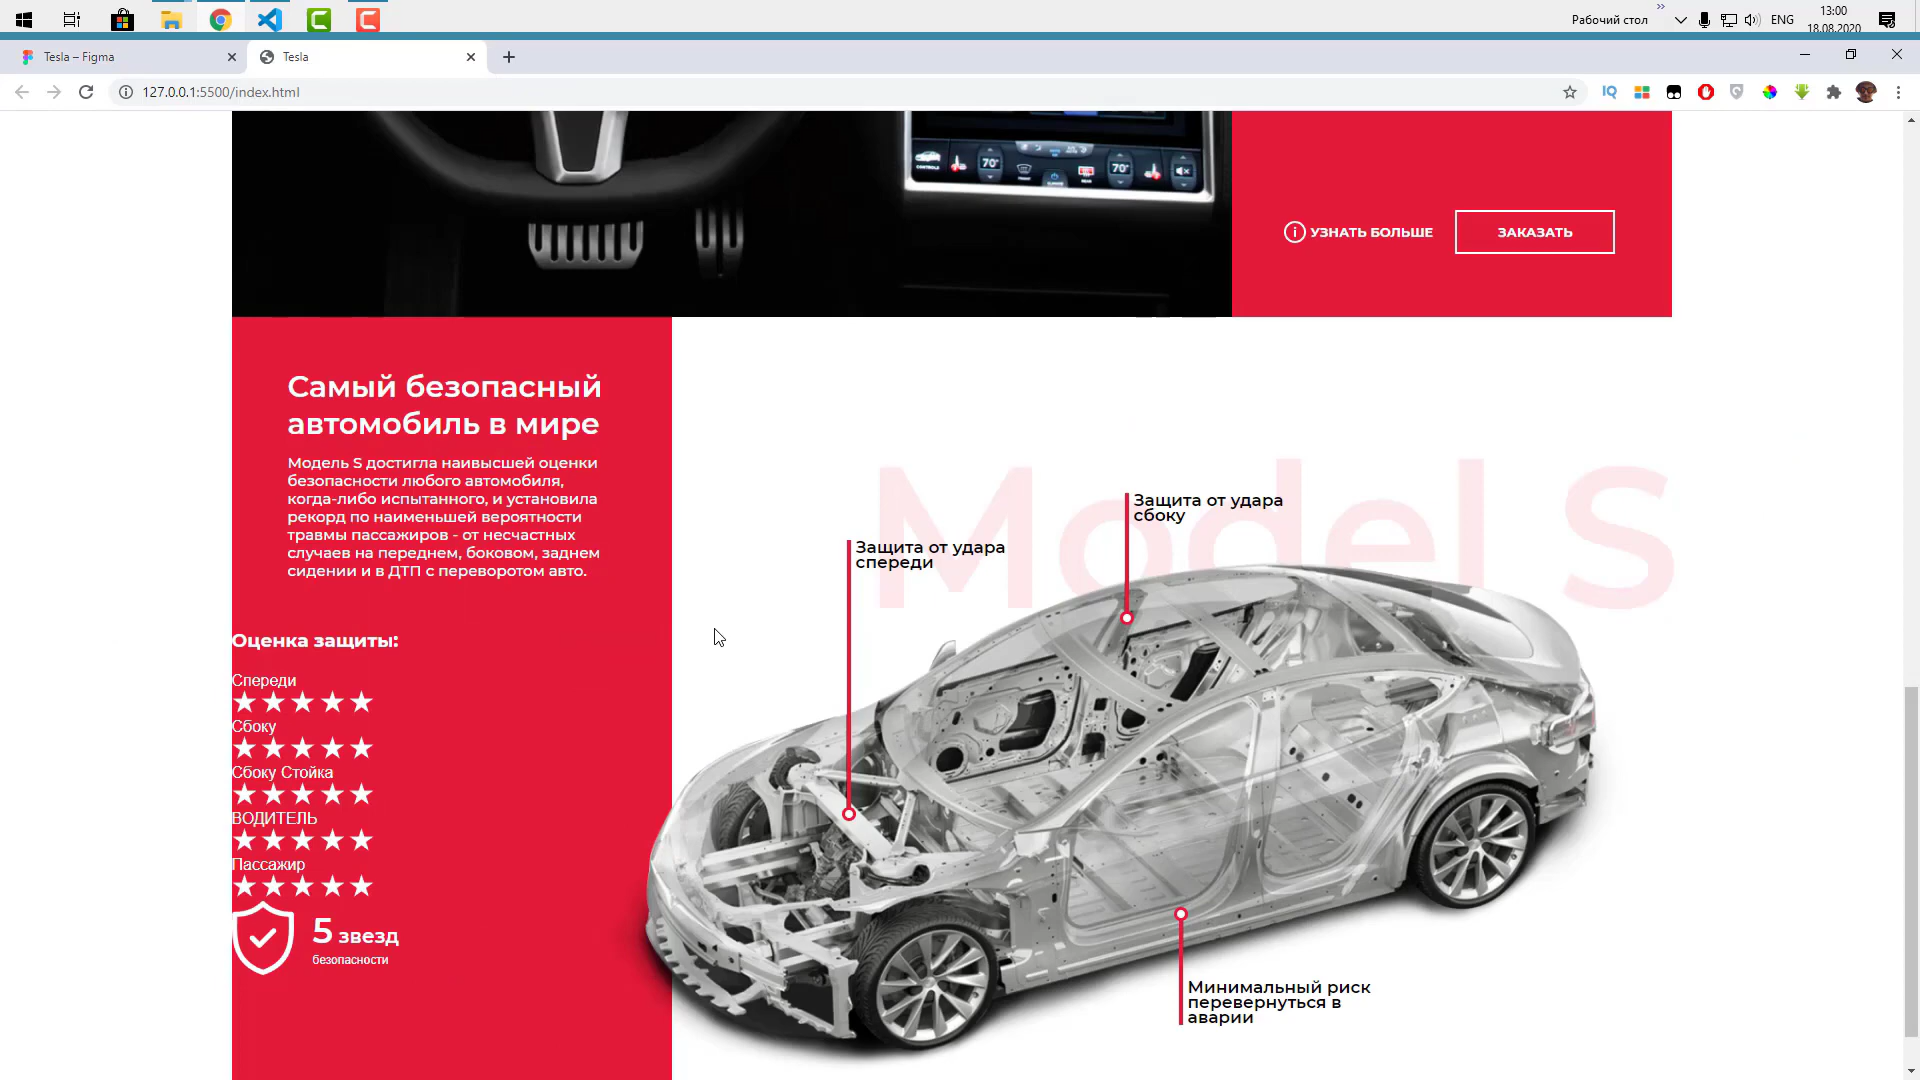 Рабочий стол
ENG
13:00
18.08.2020
Tesla – Figma
Tesla
127.0.0.1:5500/index.html
IQ
70°
70°
УЗНАТЬ БОЛЬШЕ
ЗАКАЗАТЬ
Самый безопасный
автомобиль в мире
Модель S достигла наивысшей оценки
безопасности любого автомобиля,
когда-либо испытанного, и установила
рекорд по наименьшей вероятности
травмы пассажиров - от несчастных
случаев на переднем, боковом, заднем
сидении и в ДТП с переворотом авто.
Оценка защиты:
Спереди
Сбоку
Сбоку Стойка
ВОДИТЕЛЬ
Пассажир
5 звезд
безопасности
Model S
Защита от удара
сбоку
Защита от удара
спереди
Минимальный риск
перевернуться в
аварии